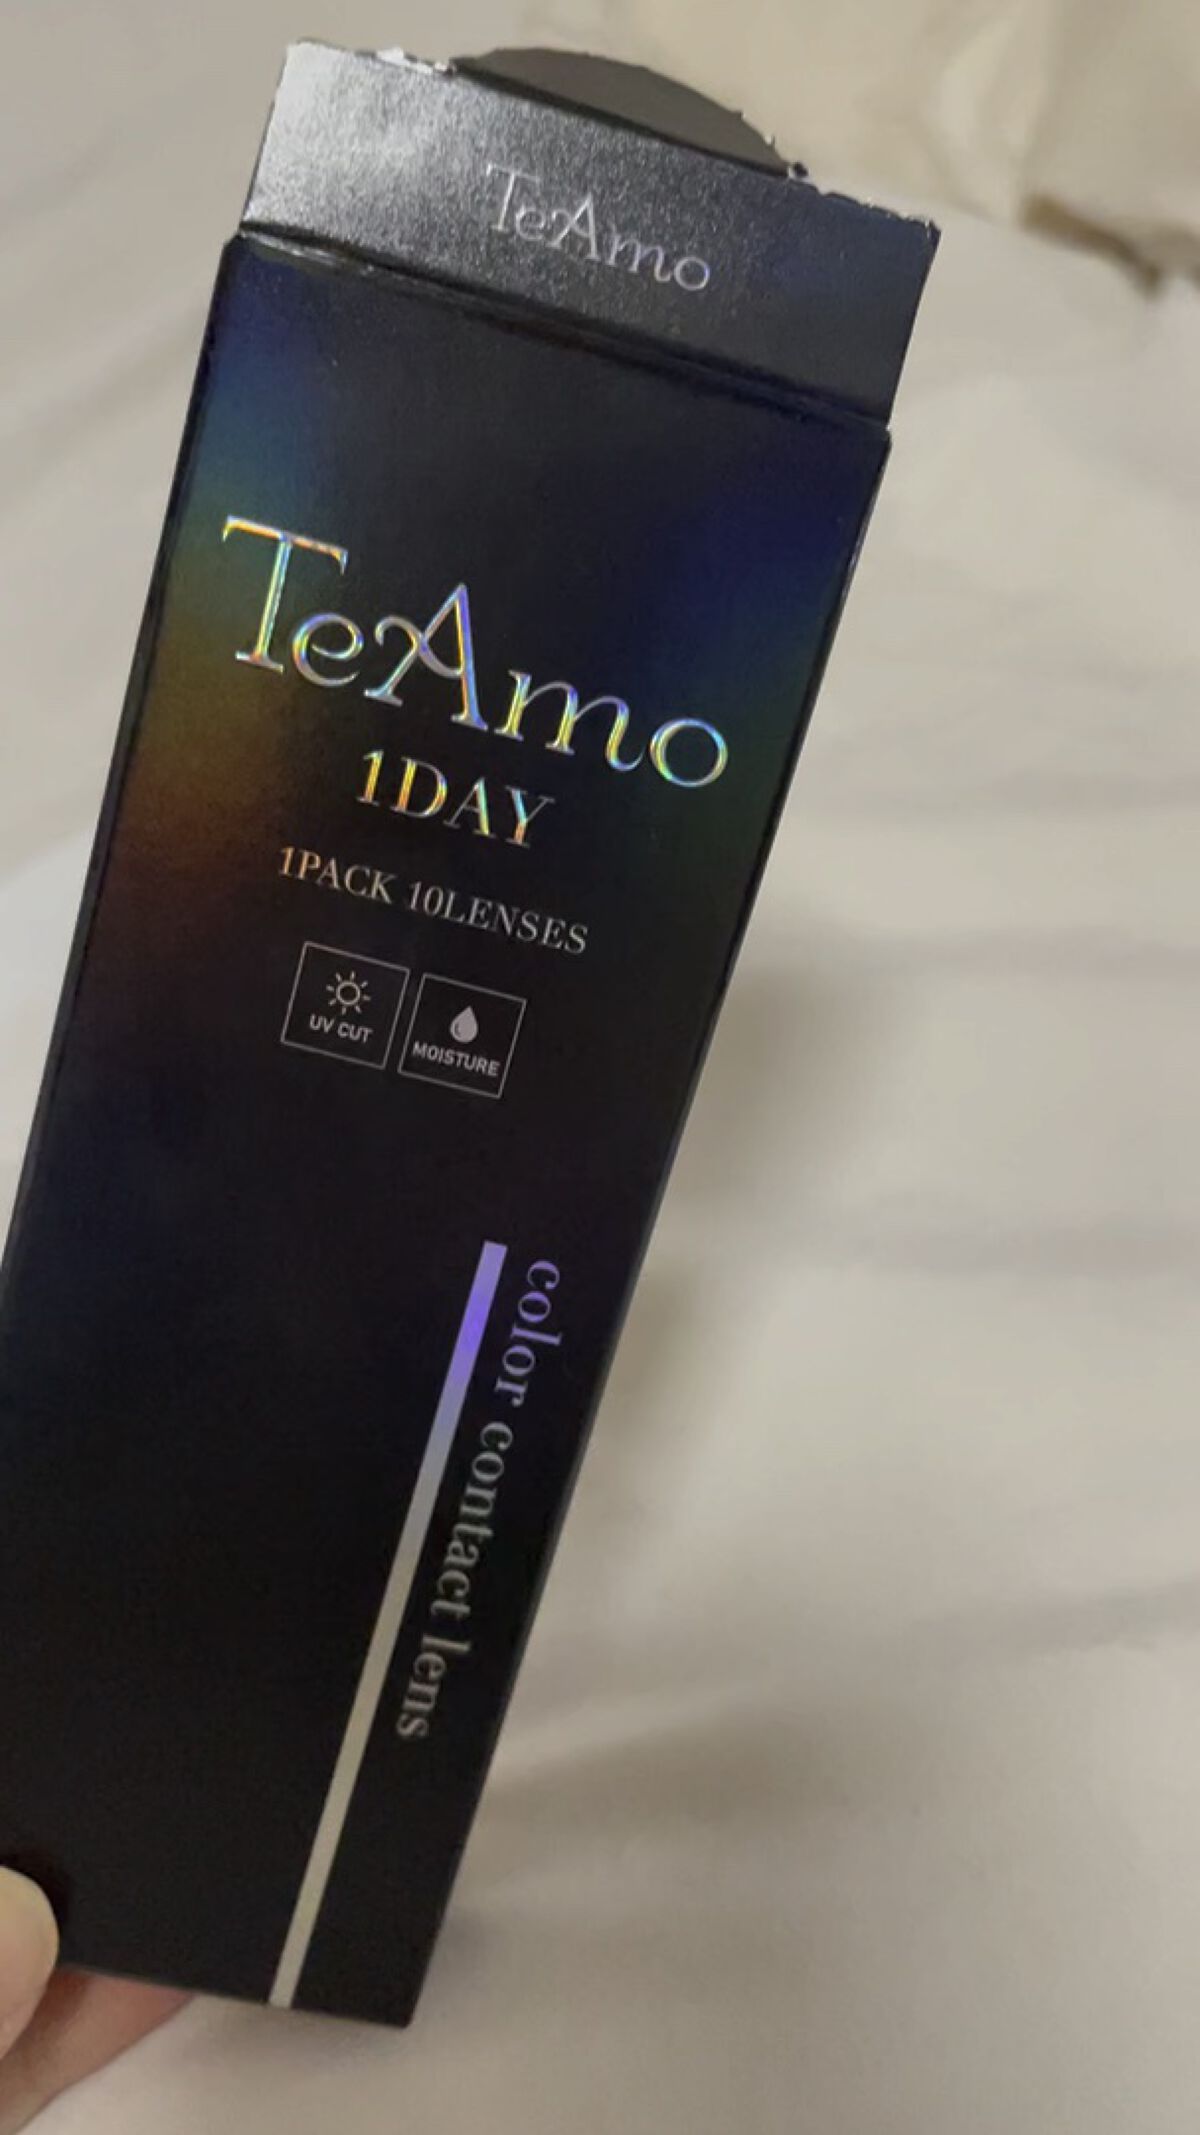 TeAmo
TeAmo
1DAY
1PACK 10LENSES
UV CUT
MOISTURE
color contact lens